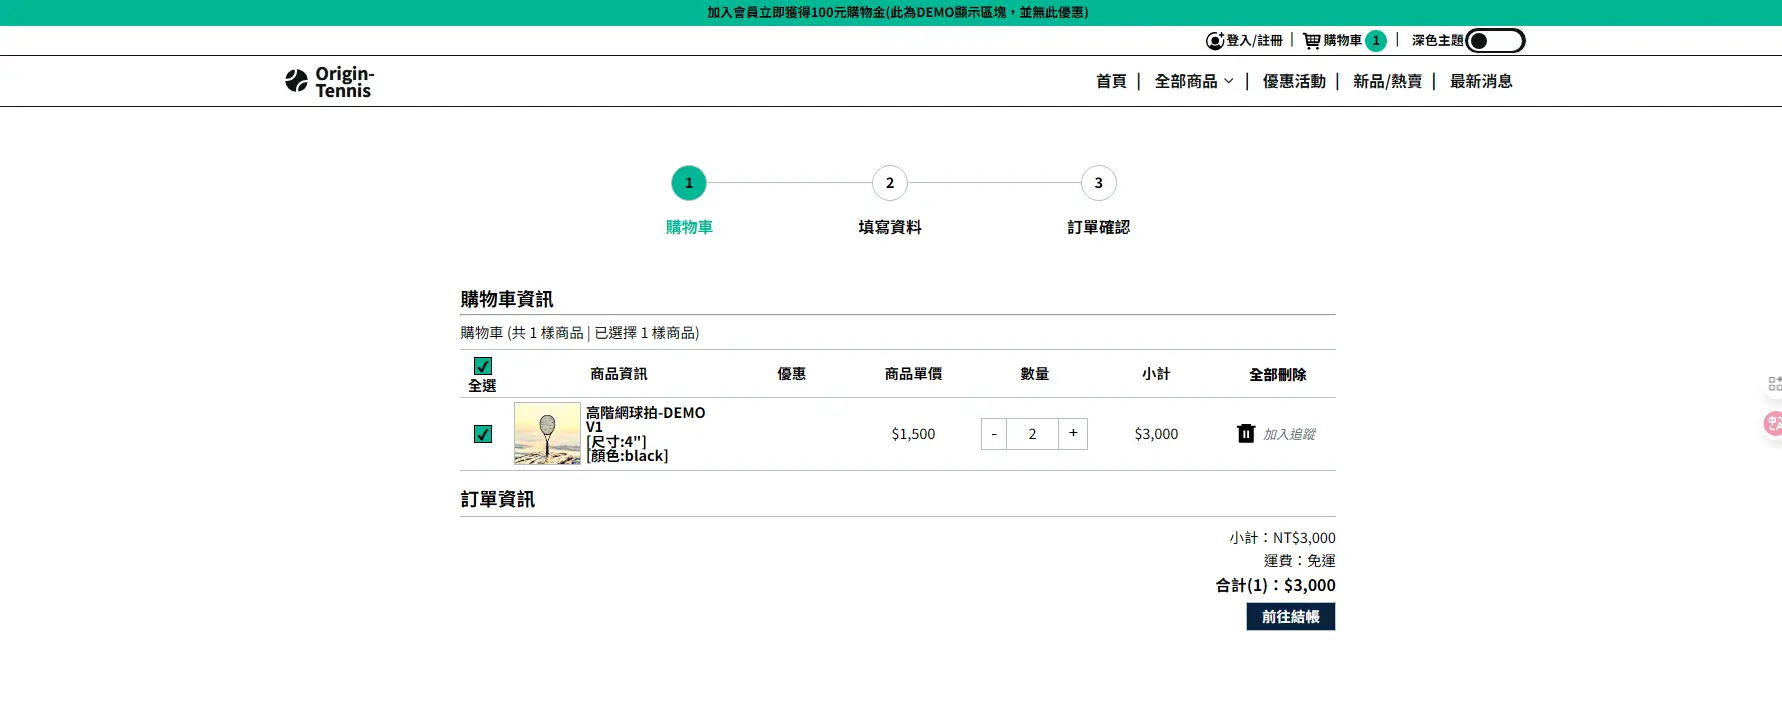 加入會員立即獲得100元購物金(此為DEMO顯示區塊，並無此優惠)
登入/註冊 | 購物車 1 | 深色主題
Origin-
Tennis
首頁 | 全部商品 | 優惠活動 | 新品/熱賣 | 最新消息
1 2 3
購物車 填寫資料 訂單確認
購物車資訊
購物車 (共 1 樣商品 | 已選擇 1 樣商品)
全選 商品資訊 優惠 商品單價 數量 小計 全部刪除
高階網球拍-DEMO
V1
[尺寸:4"]
[顏色:black]
$1,500 - 2 + $3,000 加入追蹤
訂單資訊
小計：NT$3,000
運費：免運
合計(1)：$3,000
前往結帳